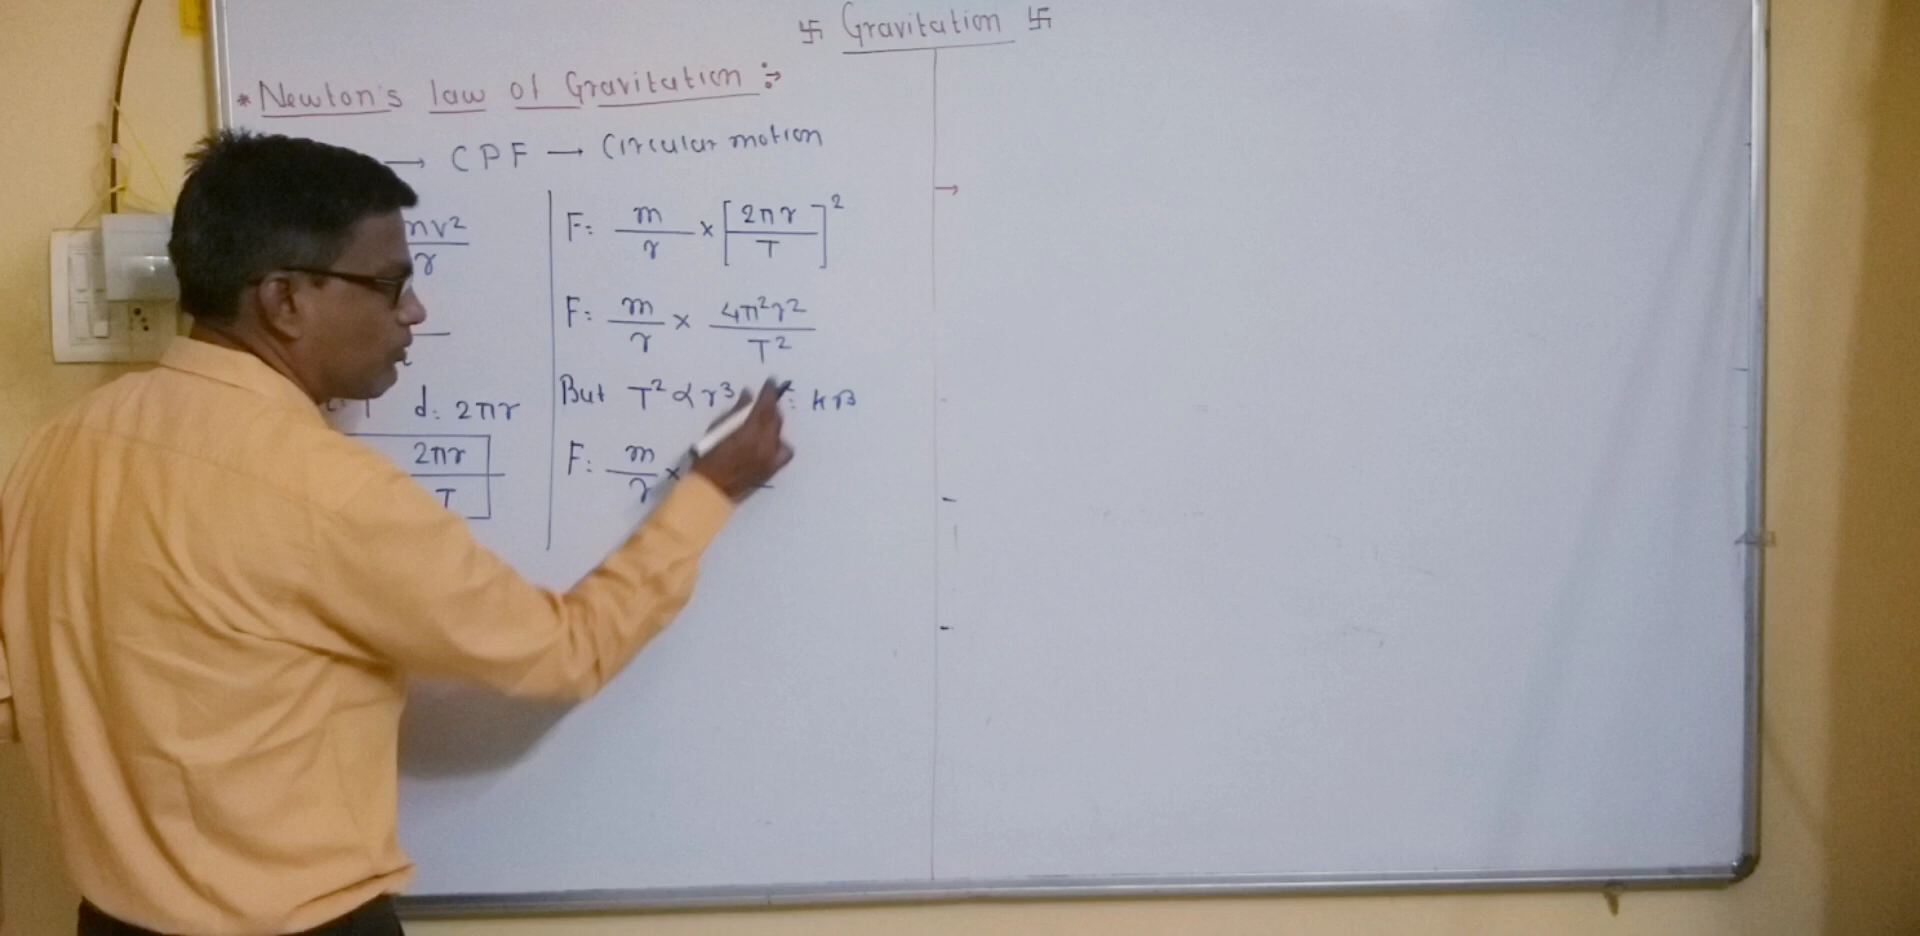 卐 Gravitation 卐
* Newton's law of Gravitation :→
→ CPF → Circular motion
mv²
r
d: 2πr
2πr
T
F: m/r × [2πr/T]²
F: m/r × 4π²r²/T²
But T² ∝ r³ ²: kr³
F: m/r ×
→